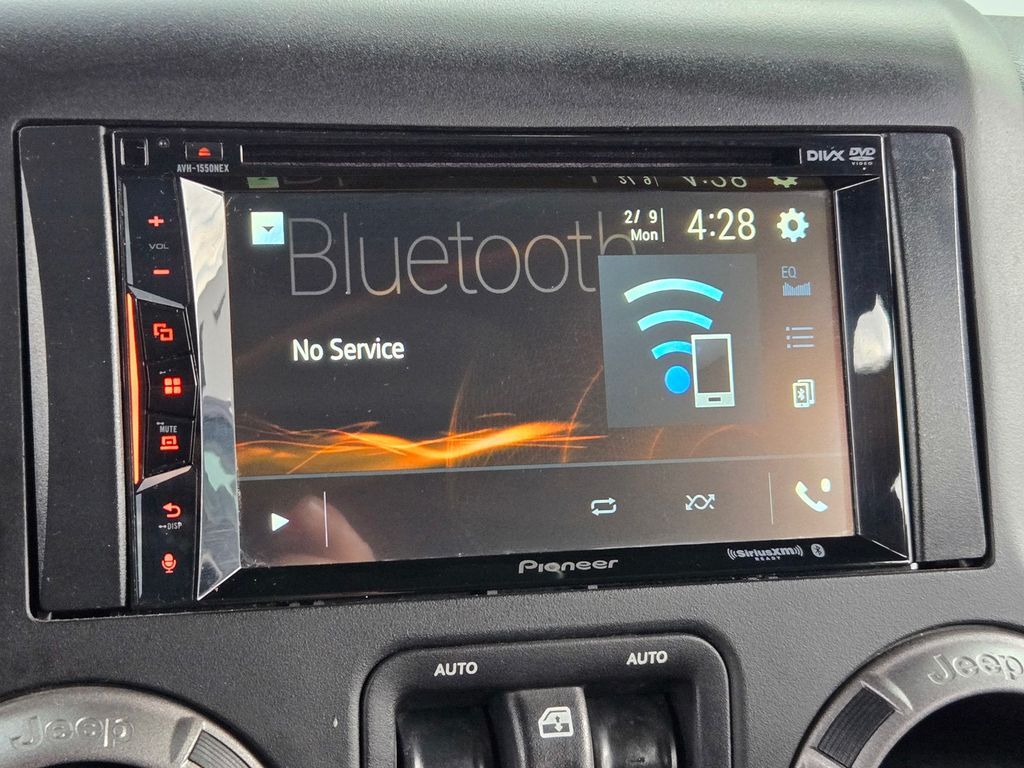 AVH-1550NEX
DIVX DVD
VIDEO
VOL
MUTE
DISP
Bluetooth
2/ 9
Mon
4:28
EQ
No Service
Pioneer
((SiriusXM))
READY
AUTO
AUTO
Jeep
Jeep